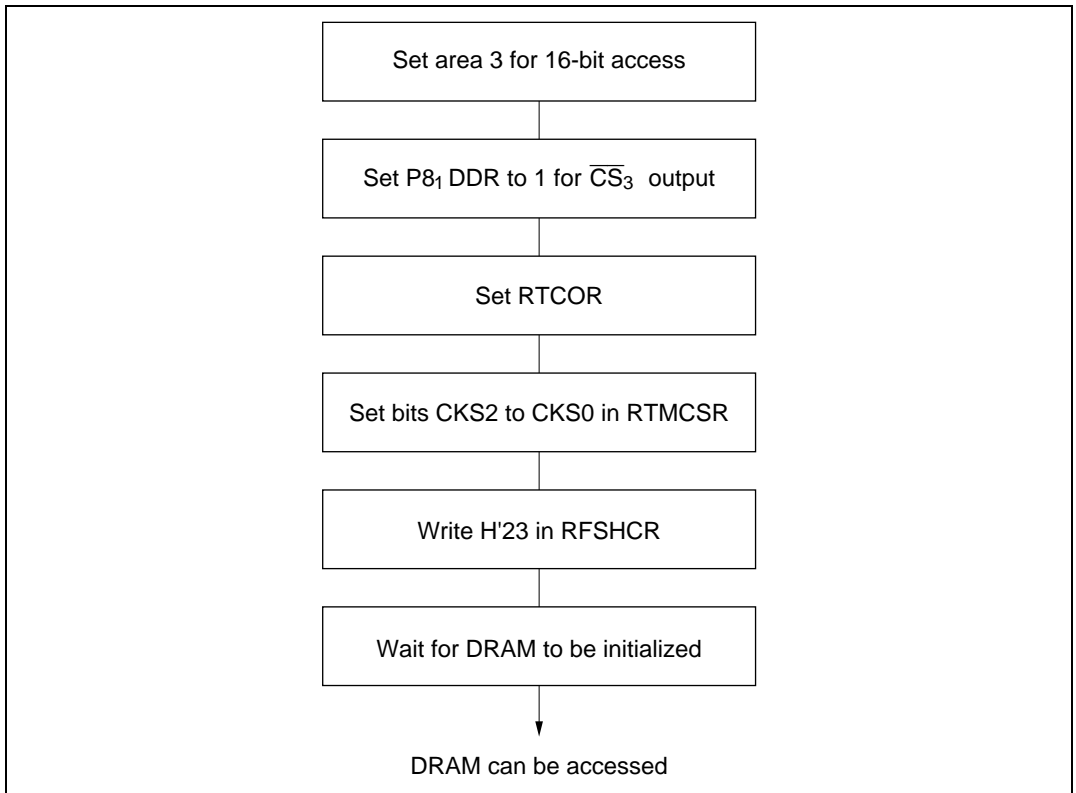 Set area 3 for 16-bit access
Set P8₁ DDR to 1 for C̅S̅₃ output
Set RTCOR
Set bits CKS2 to CKS0 in RTMCSR
Write H'23 in RFSHCR
Wait for DRAM to be initialized
DRAM can be accessed